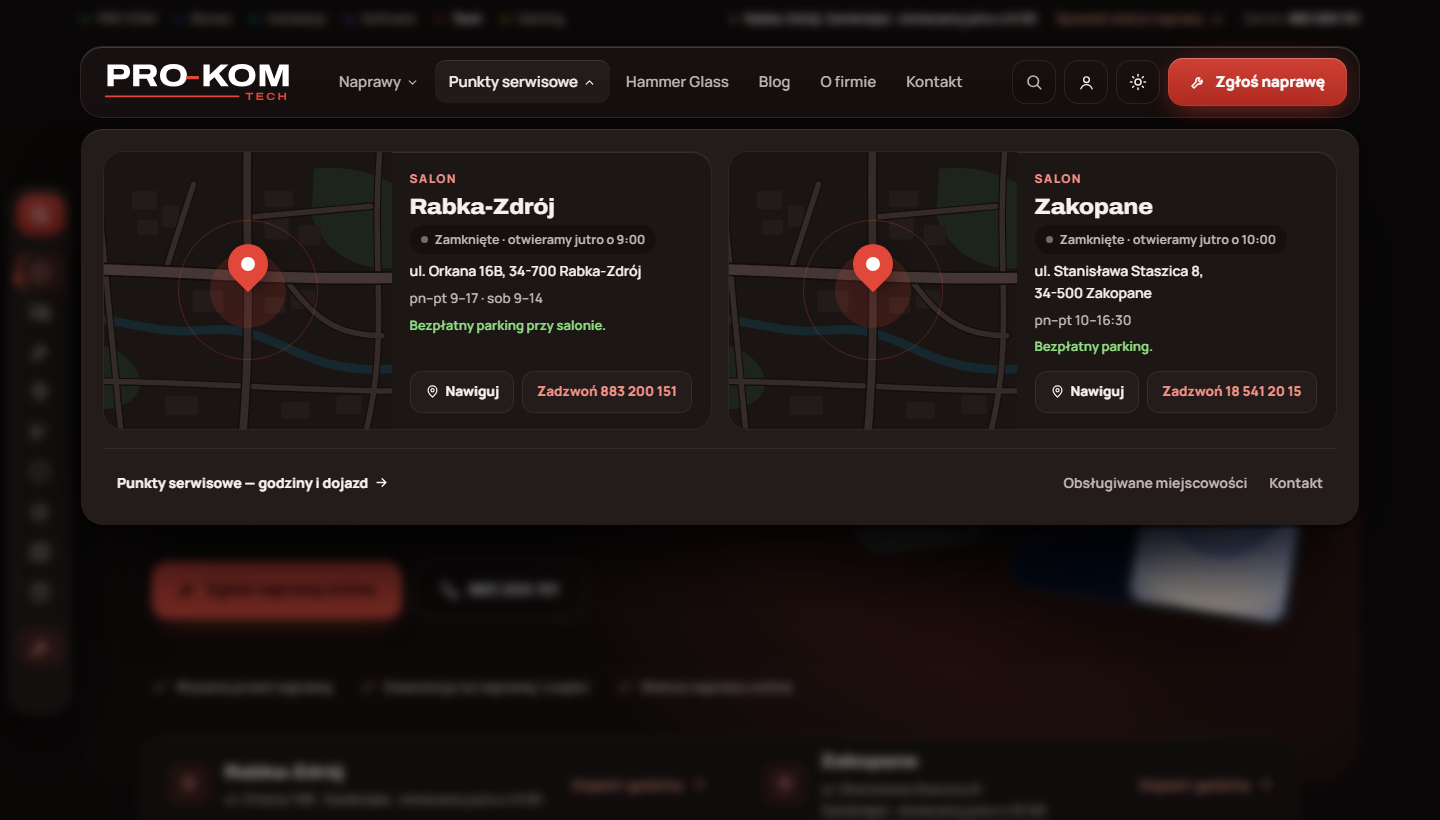 PRO-KOM
TECH
Naprawy
Punkty serwisowe
Hammer Glass
Blog
O firmie
Kontakt
Zgłoś naprawę
SALON
Rabka-Zdrój
Zamknięte · otwieramy jutro o 9:00
ul. Orkana 16B, 34-700 Rabka-Zdrój
pn–pt 9–17 · sob 9–14
Bezpłatny parking przy salonie.
Nawiguj
Zadzwoń 883 200 151
SALON
Zakopane
Zamknięte · otwieramy jutro o 10:00
ul. Stanisława Staszica 8,
34-500 Zakopane
pn–pt 10–16:30
Bezpłatny parking.
Nawiguj
Zadzwoń 18 541 20 15
Punkty serwisowe — godziny i dojazd →
Obsługiwane miejscowości
Kontakt
Rabka-Zdrój
Zakopane